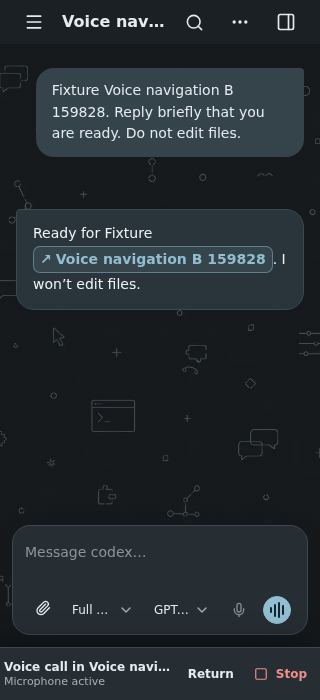 Voice nav…
Fixture Voice navigation B
159828. Reply briefly that you
are ready. Do not edit files.
Ready for Fixture
↗ Voice navigation B 159828. I
won’t edit files.
Message codex…
Full … GPT…
Voice call in Voice navi…
Microphone active
Return
Stop